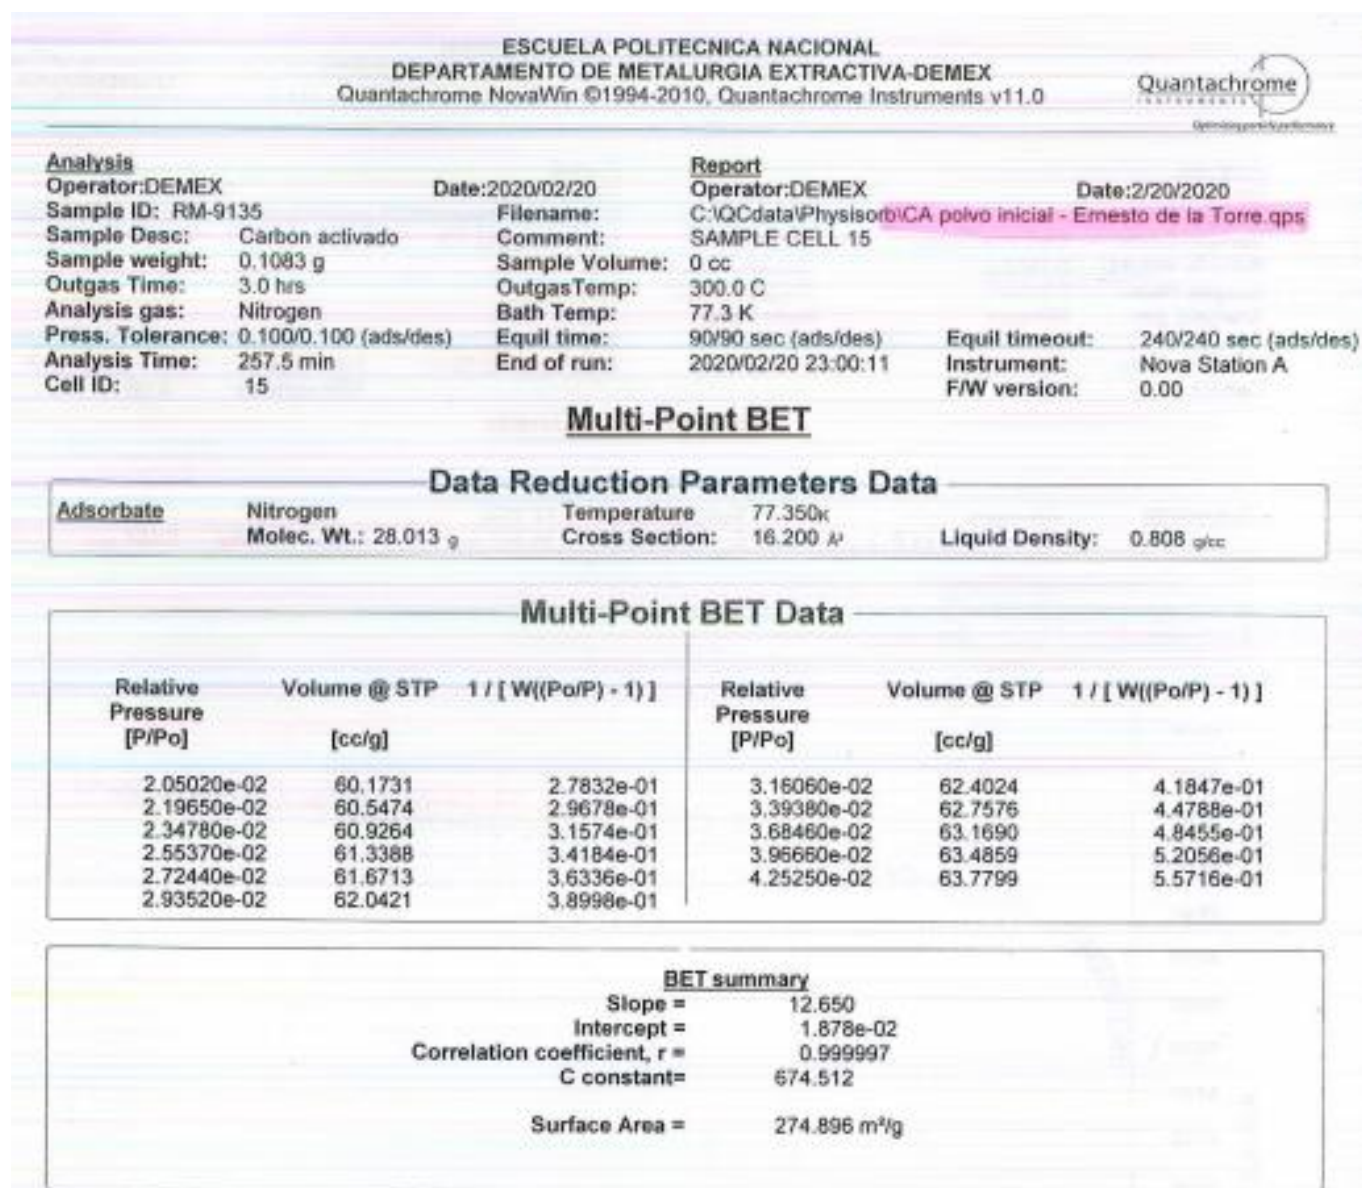 ESCUELA POLITECNICA NACIONAL
DEPARTAMENTO DE METALURGIA EXTRACTIVA-DEMEX
Quantachrome NovaWin ©1994-2010, Quantachrome Instruments v11.0
Quantachrome
INSTRUMENTS
Analysis Report
Operator:DEMEX Date:2020/02/20 Operator:DEMEX Date:2/20/2020
Sample ID: RM-9135 Filename: C:\QCdata\Physisorb\CA polvo inicial - Ernesto de la Torre.qps
Sample Desc: Carbon activado Comment: SAMPLE CELL 15
Sample weight: 0.1083 g Sample Volume: 0 cc
Outgas Time: 3.0 hrs OutgasTemp: 300.0 C
Analysis gas: Nitrogen Bath Temp: 77.3 K
Press. Tolerance: 0.100/0.100 (ads/des) Equil time: 90/90 sec (ads/des) Equil timeout: 240/240 sec (ads/des)
Analysis Time: 257.5 min End of run: 2020/02/20 23:00:11 Instrument: Nova Station A
Cell ID: 15 F/W version: 0.00
Multi-Point BET
Data Reduction Parameters Data
Adsorbate Nitrogen Temperature 77.350K
Molec. Wt.: 28.013 g Cross Section: 16.200 Å² Liquid Density: 0.808 g/cc
Multi-Point BET Data
Relative Volume @ STP 1 / [ W((Po/P) - 1) ] Relative Volume @ STP 1 / [ W((Po/P) - 1) ]
Pressure Pressure
[P/Po] [cc/g] [P/Po] [cc/g]
2.05020e-02 60.1731 2.7832e-01 3.16060e-02 62.4024 4.1847e-01
2.19650e-02 60.5474 2.9678e-01 3.39380e-02 62.7576 4.4788e-01
2.34780e-02 60.9264 3.1574e-01 3.68460e-02 63.1690 4.8455e-01
2.55370e-02 61.3388 3.4184e-01 3.96660e-02 63.4859 5.2056e-01
2.72440e-02 61.6713 3.6336e-01 4.25250e-02 63.7799 5.5716e-01
2.93520e-02 62.0421 3.8998e-01
BET summary
Slope = 12.650
Intercept = 1.878e-02
Correlation coefficient, r = 0.999997
C constant= 674.512
Surface Area = 274.896 m²/g